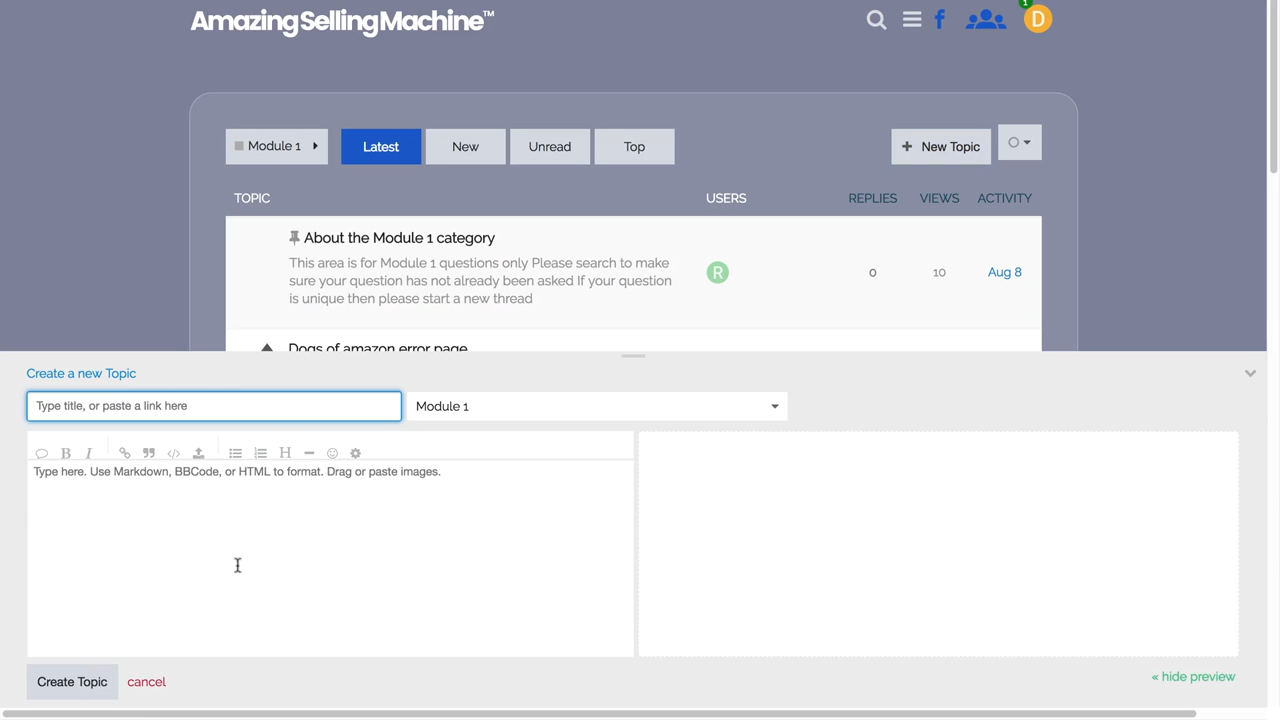 AmazingSellingMachine™
1
D
Module 1
Latest
New
Unread
Top
+ New Topic
TOPIC
USERS
REPLIES
VIEWS
ACTIVITY
About the Module 1 category
This area is for Module 1 questions only Please search to make
sure your question has not already been asked If your question
is unique then please start a new thread
R
0
10
Aug 8
Dogs of amazon error page
Create a new Topic
Type title, or paste a link here
Module 1
B
I
H
Type here. Use Markdown, BBCode, or HTML to format. Drag or paste images.
Create Topic
cancel
« hide preview